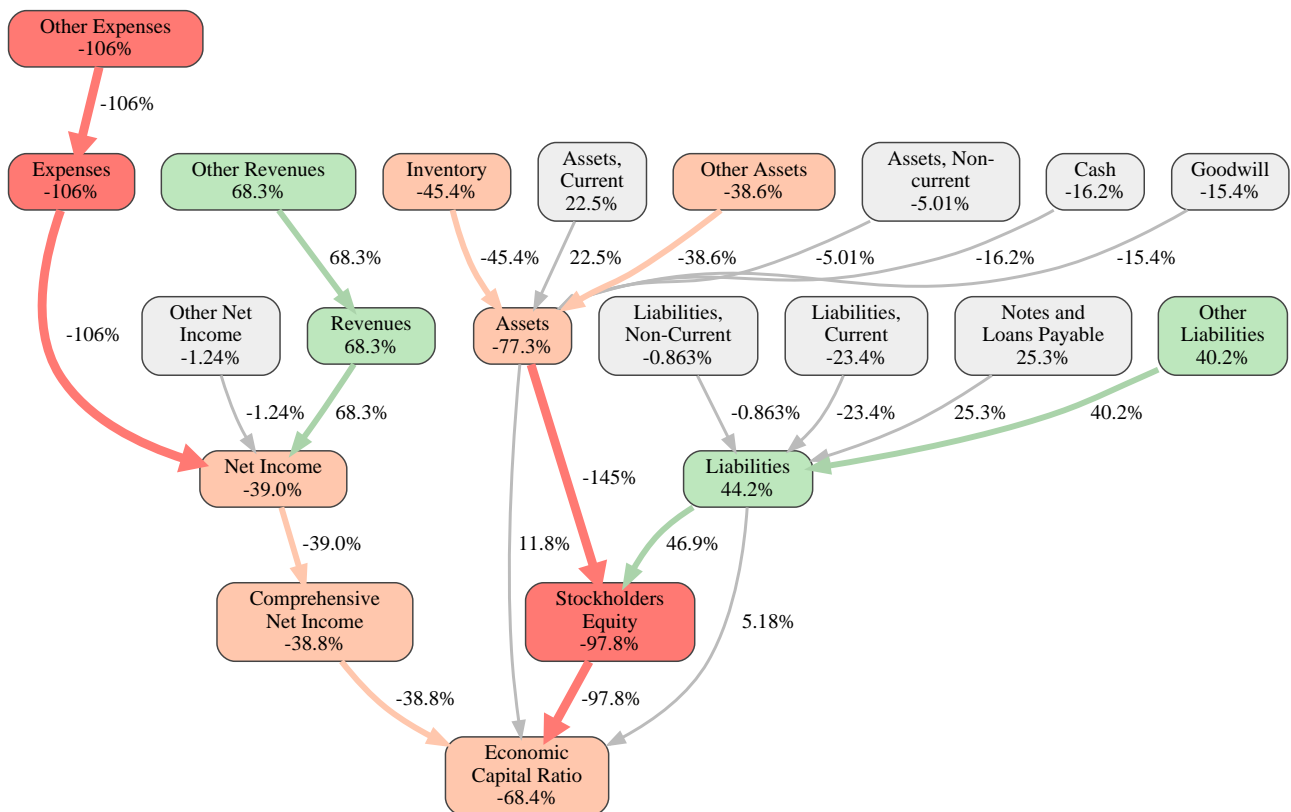 Other Expenses
-106%
-106%
Expenses
-106%
Other Revenues
68.3%
Inventory
-45.4%
Assets,
Current
22.5%
Other Assets
-38.6%
Assets, Non-
current
-5.01%
Cash
-16.2%
Goodwill
-15.4%
68.3%
-45.4%
22.5%
-38.6%
-5.01%
-16.2%
-15.4%
-106%
Other Net
Income
-1.24%
Revenues
68.3%
Assets
-77.3%
Liabilities,
Non-Current
-0.863%
Liabilities,
Current
-23.4%
Notes and
Loans Payable
25.3%
Other
Liabilities
40.2%
-1.24%
68.3%
-0.863%
-23.4%
25.3%
40.2%
Net Income
-39.0%
-145%
Liabilities
44.2%
-39.0%
11.8%
46.9%
Comprehensive
Net Income
-38.8%
Stockholders
Equity
-97.8%
5.18%
-38.8%
-97.8%
Economic
Capital Ratio
-68.4%